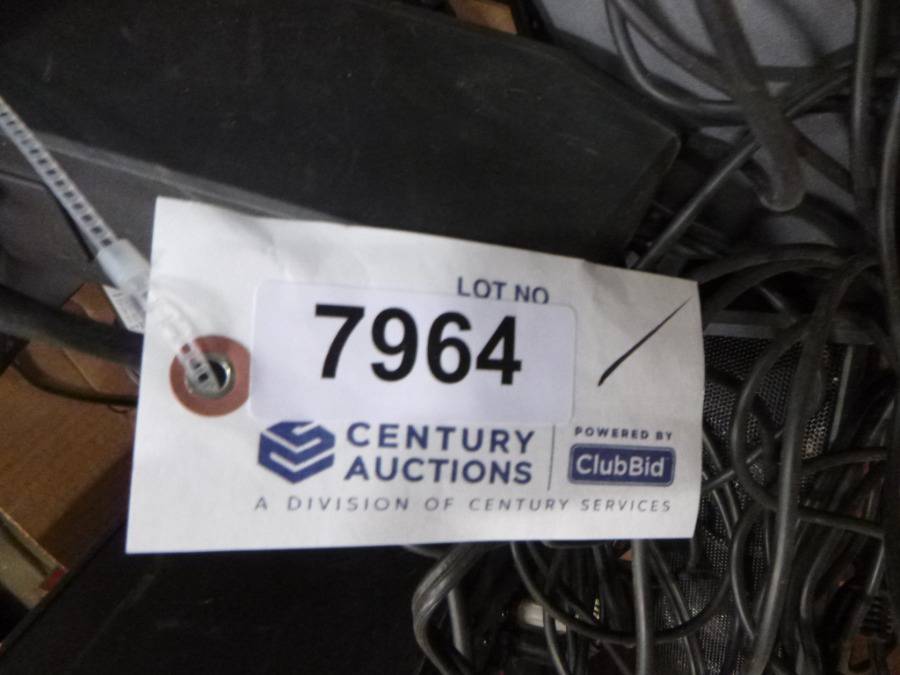 LOT NO
7964
CENTURY
AUCTIONS
POWERED BY
ClubBid
A DIVISION OF CENTURY SERVICES